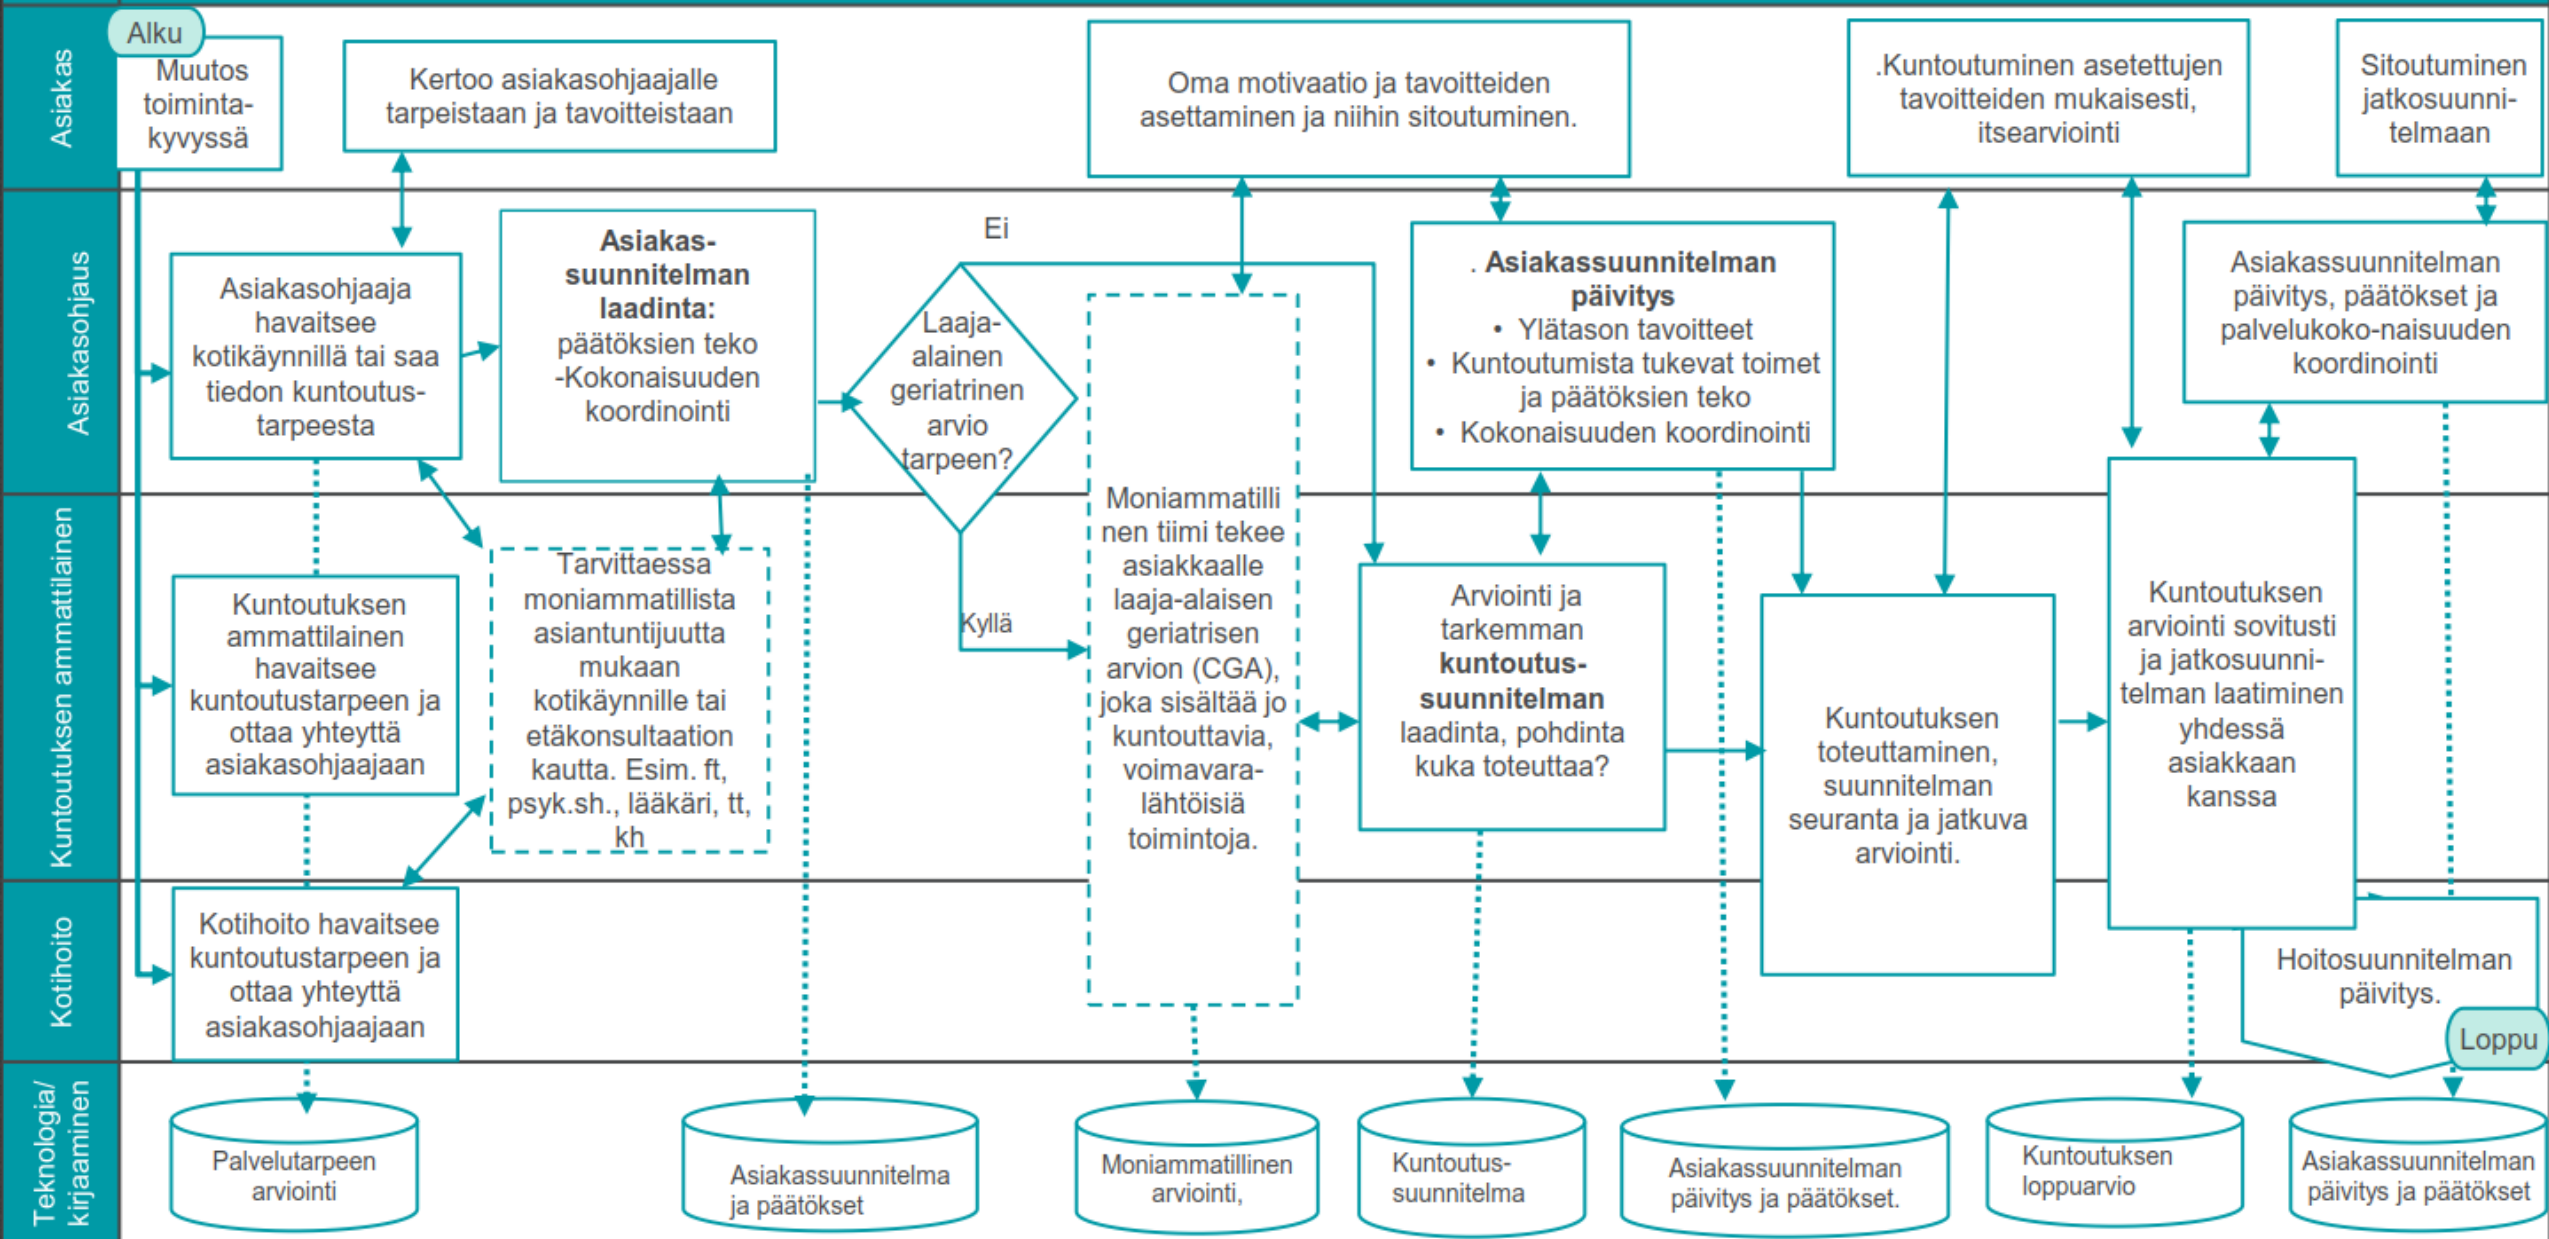 Asiakas
Alku
Muutos
toiminta-
kyvyssä
Kertoo asiakasohjaajalle
tarpeistaan ja tavoitteistaan
Oma motivaatio ja tavoitteiden
asettaminen ja niihin sitoutuminen.
.Kuntoutuminen asetettujen
tavoitteiden mukaisesti,
itsearviointi
Sitoutuminen
jatkosuunni-
telmaan
Asiakasohjaus
Asiakasohjaaja
havaitsee
kotikäynnillä tai saa
tiedon kuntoutus-
tarpeesta
Asiakas-
suunnitelman
laadinta:
päätöksien teko
-Kokonaisuuden
koordinointi
Ei
Laaja-
alainen
geriatrinen
arvio
tarpeen?
Kyllä
. Asiakassuunnitelman
päivitys
• Ylätason tavoitteet
• Kuntoutumista tukevat toimet
ja päätöksien teko
• Kokonaisuuden koordinointi
Asiakassuunnitelman
päivitys, päätökset ja
palvelukoko-naisuuden
koordinointi
Kuntoutuksen ammattilainen
Kuntoutuksen
ammattilainen
havaitsee
kuntoutustarpeen ja
ottaa yhteyttä
asiakasohjaajaan
Tarvittaessa
moniammatillista
asiantuntijuutta
mukaan
kotikäynnille tai
etäkonsultaation
kautta. Esim. ft,
psyk.sh., lääkäri, tt,
kh
Moniammatilli
nen tiimi tekee
asiakkaalle
laaja-alaisen
geriatrisen
arvion (CGA),
joka sisältää jo
kuntouttavia,
voimavara-
lähtöisiä
toimintoja.
Arviointi ja
tarkemman
kuntoutus-
suunnitelman
laadinta, pohdinta
kuka toteuttaa?
Kuntoutuksen
toteuttaminen,
suunnitelman
seuranta ja jatkuva
arviointi.
Kuntoutuksen
arviointi sovitusti
ja jatkosuunni-
telman laatiminen
yhdessä
asiakkaan
kanssa
Kotihoito
Kotihoito havaitsee
kuntoutustarpeen ja
ottaa yhteyttä
asiakasohjaajaan
Hoitosuunnitelman
päivitys.
Loppu
Teknologia/
kirjaaminen
Palvelutarpeen
arviointi
Asiakassuunnitelma
ja päätökset
Moniammatillinen
arviointi,
Kuntoutus-
suunnitelma
Asiakassuunnitelman
päivitys ja päätökset.
Kuntoutuksen
loppuarvio
Asiakassuunnitelman
päivitys ja päätökset